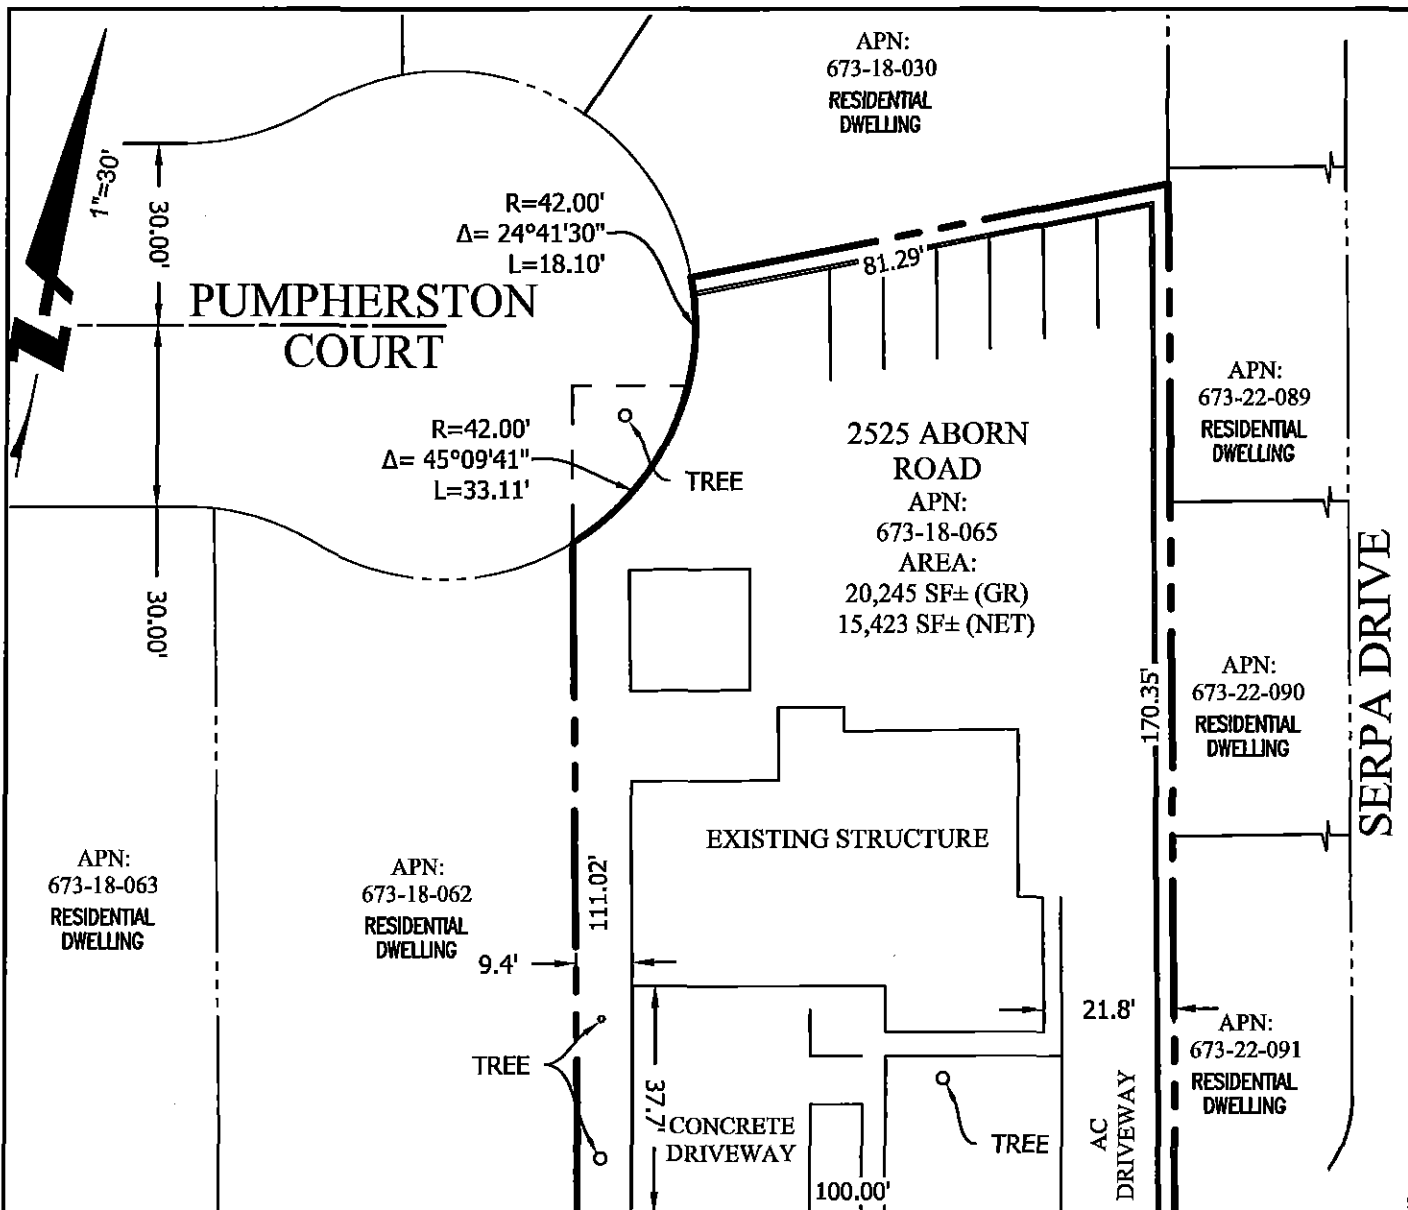 APN:
673-18-030
RESIDENTIAL
DWELLING
1"=30'
30.00'
R=42.00'
Δ= 24°41'30"
L=18.10'
81.29'
PUMPHERSTON
COURT
R=42.00'
Δ= 45°09'41"
L=33.11'
TREE
30.00'
2525 ABORN
ROAD
APN:
673-18-065
AREA:
20,245 SF± (GR)
15,423 SF± (NET)
APN:
673-22-089
RESIDENTIAL
DWELLING
SERPA DRIVE
170.35'
APN:
673-22-090
RESIDENTIAL
DWELLING
EXISTING STRUCTURE
APN:
673-18-063
RESIDENTIAL
DWELLING
APN:
673-18-062
RESIDENTIAL
DWELLING
111.02'
9.4'
21.8'
APN:
673-22-091
RESIDENTIAL
DWELLING
TREE
37.7'
CONCRETE
DRIVEWAY
TREE
AC
DRIVEWAY
100.00'